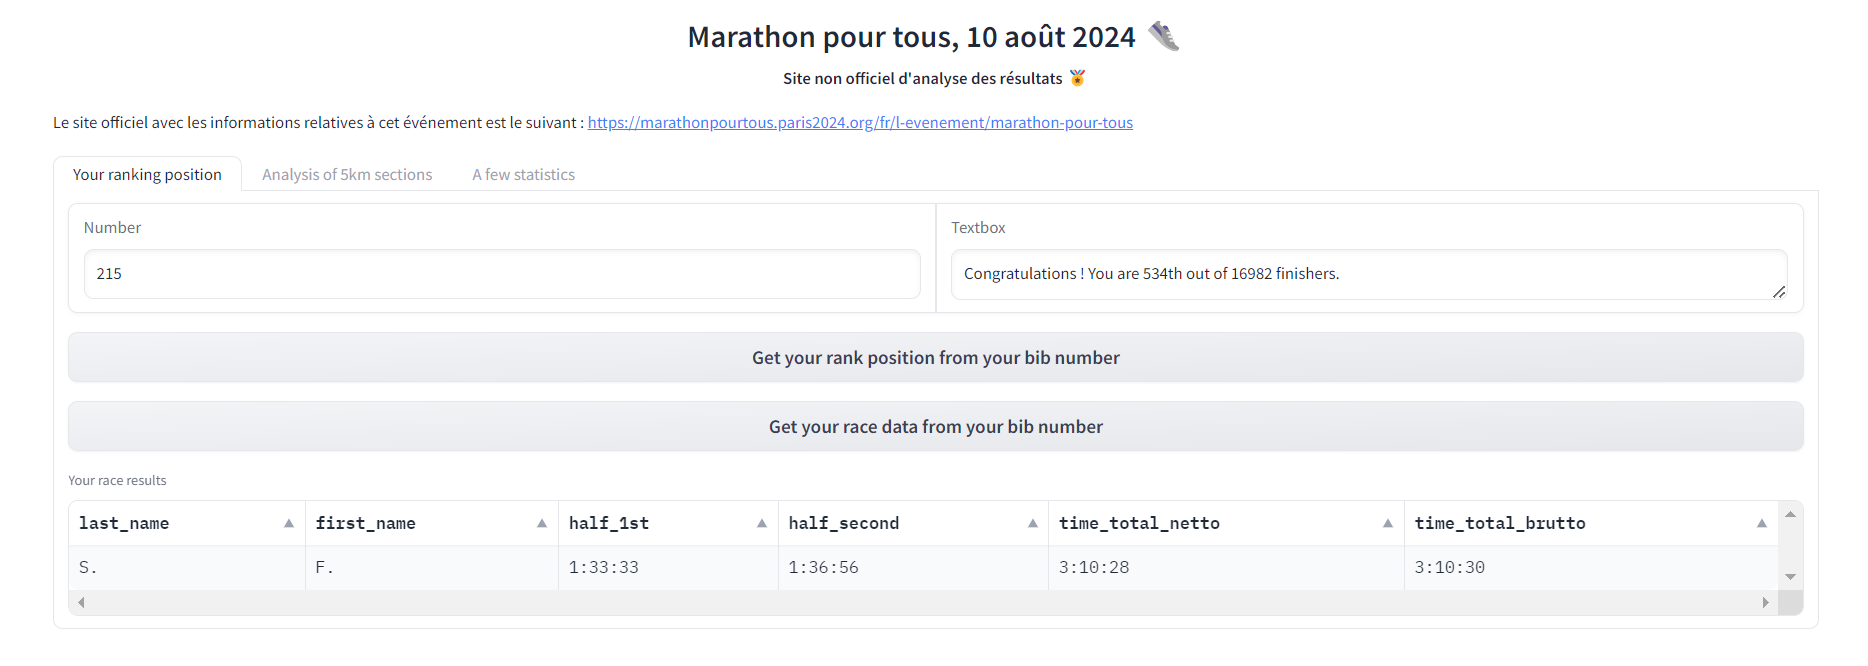 Marathon pour tous, 10 août 2024
Site non officiel d'analyse des résultats
Le site officiel avec les informations relatives à cet événement est le suivant : https://marathonpourtous.paris2024.org/fr/l-evenement/marathon-pour-tous
Your ranking position Analysis of 5km sections A few statistics
Number Textbox
215 Congratulations ! You are 534th out of 16982 finishers.
Get your rank position from your bib number
Get your race data from your bib number
Your race results
last_name first_name half_1st half_second time_total_netto time_total_brutto
S. F. 1:33:33 1:36:56 3:10:28 3:10:30